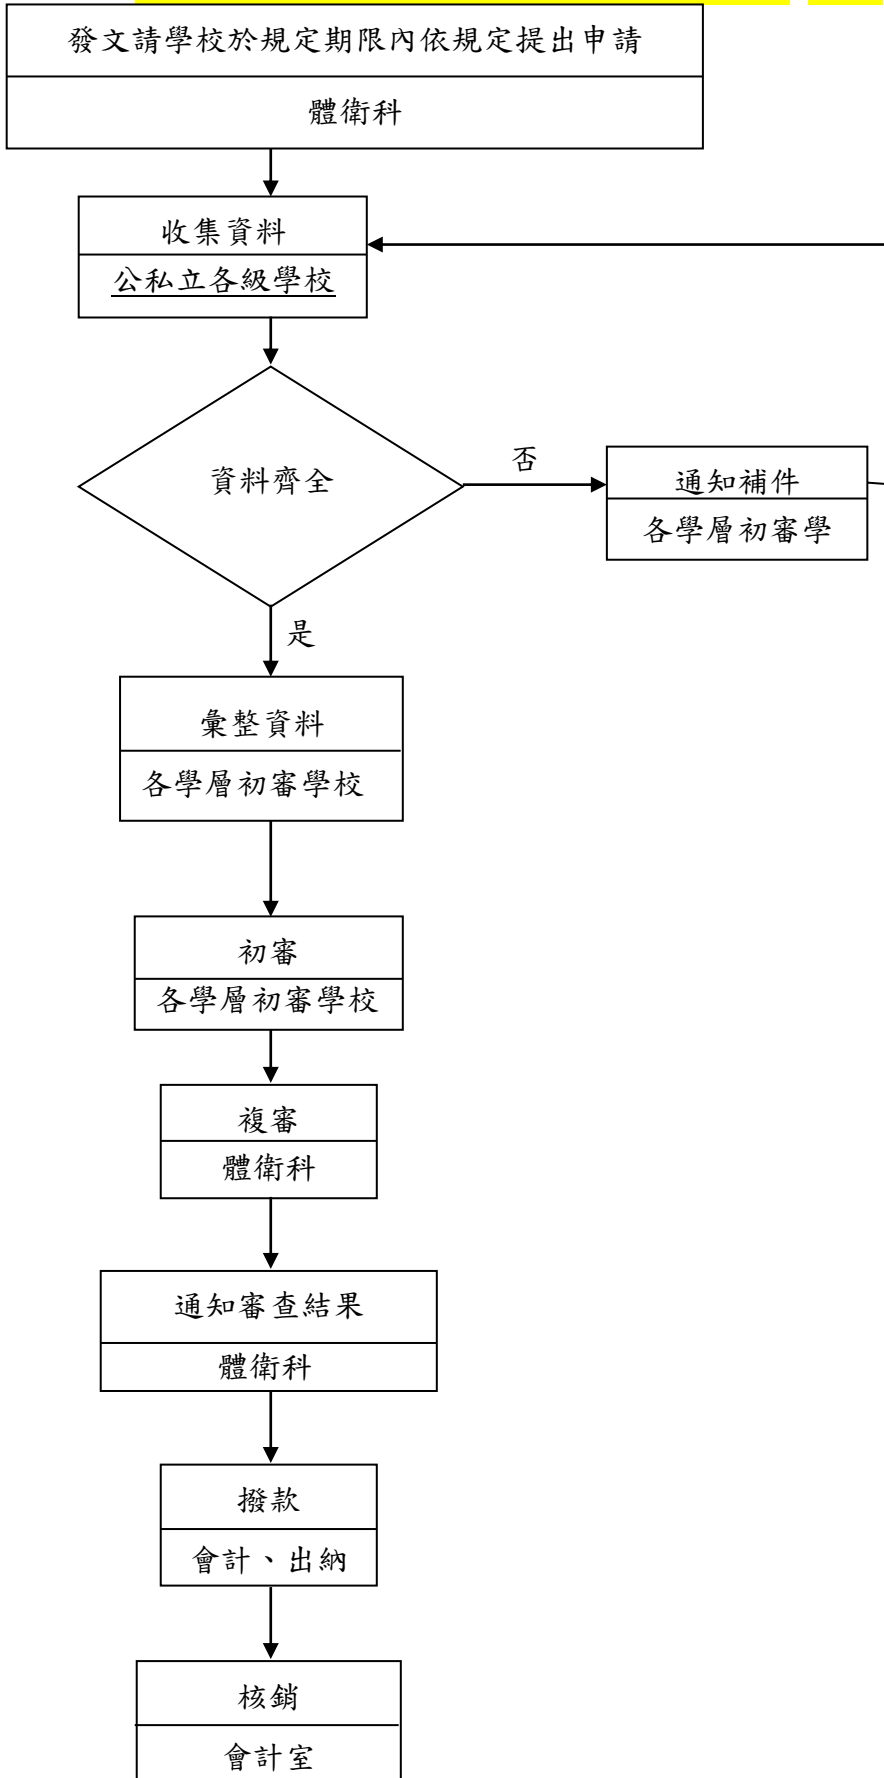 發文請學校於規定期限內依規定提出申請
體衛科
收集資料
公私立各級學校
資料齊全
否
通知補件
各學層初審學
是
彙整資料
各學層初審學校
初審
各學層初審學校
複審
體衛科
通知審查結果
體衛科
撥款
會計、出納
核銷
會計室